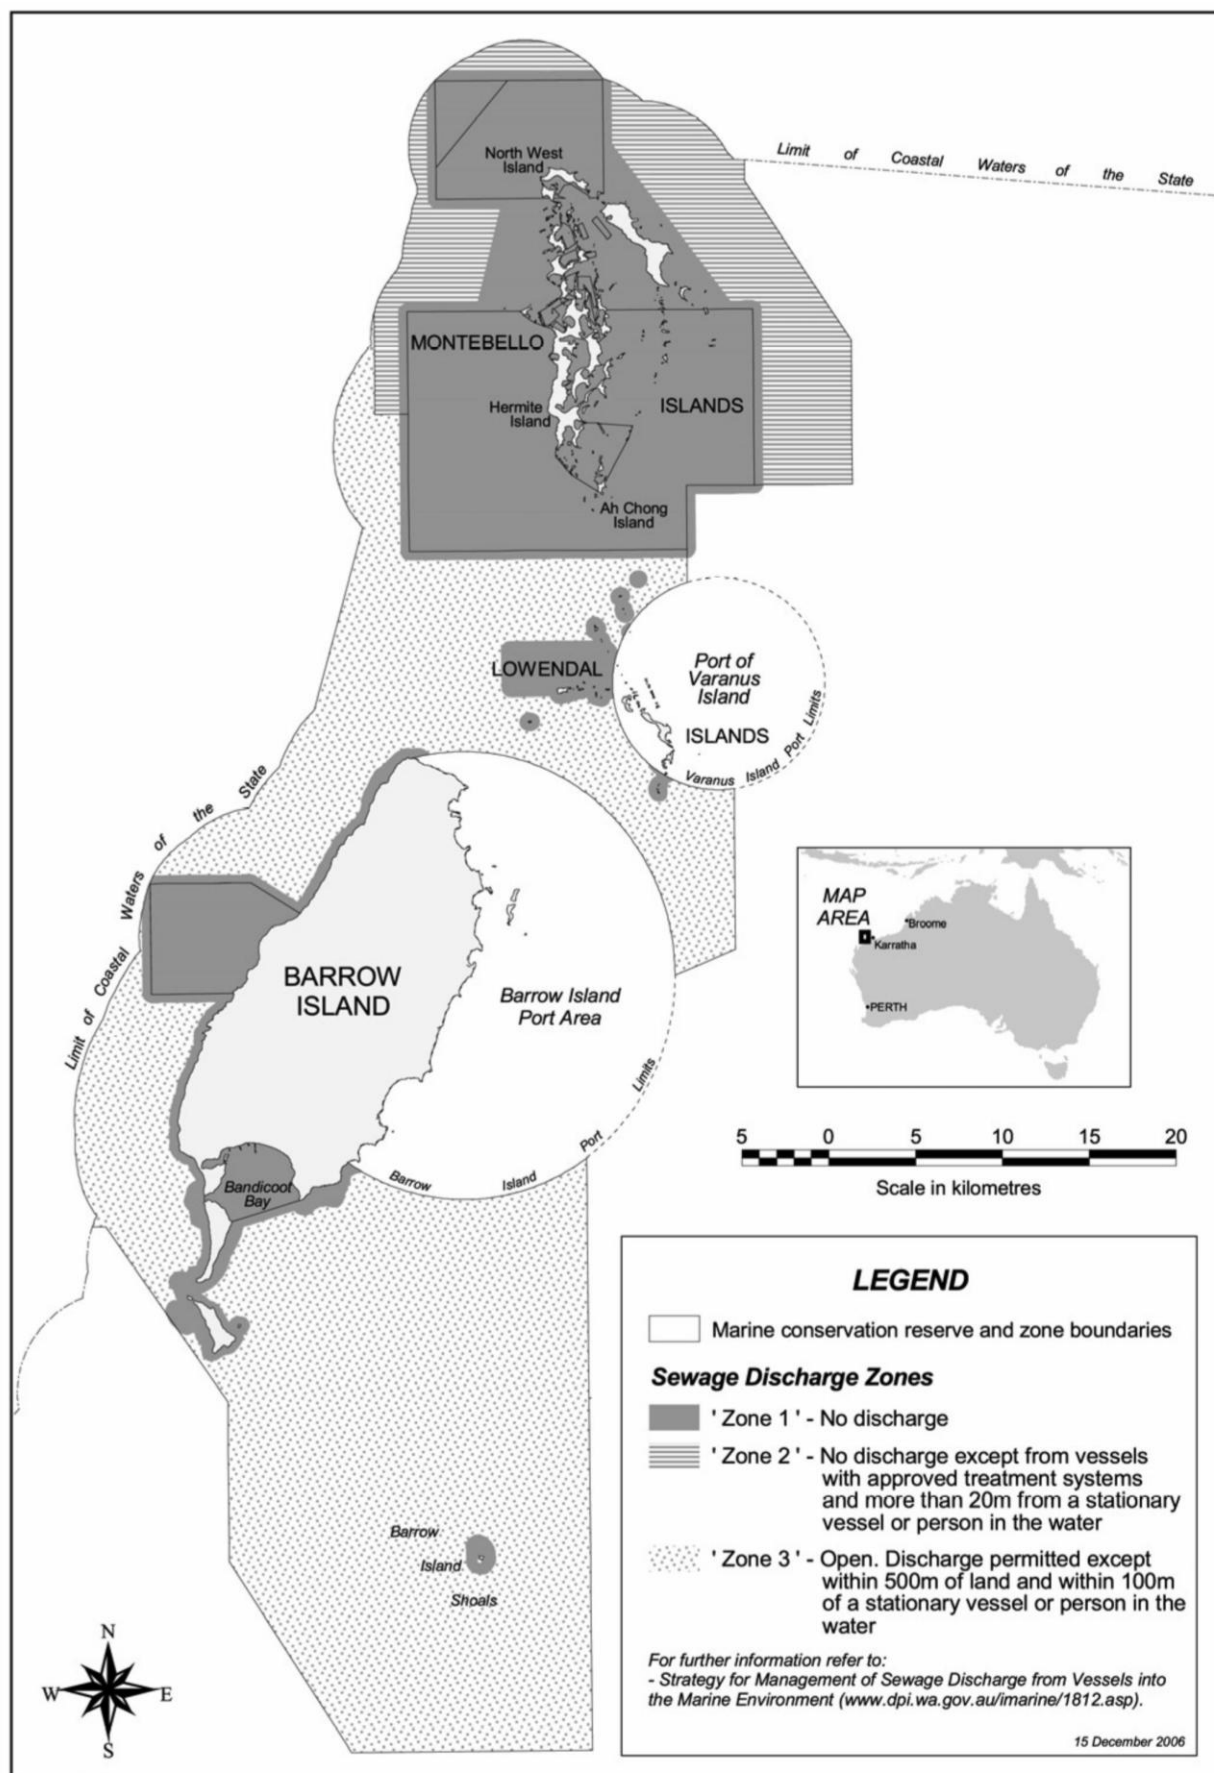 Limit of Coastal Waters of the State
North West
Island
MONTEBELLO
Hermite
Island
ISLANDS
Ah Chong
Island
LOWENDAL
Port of
Varanus
Island
ISLANDS
Varanus Island Port Limits
Limit of Coastal Waters of the State
BARROW
ISLAND
Barrow Island
Port Area
Barrow Island Port Limits
Bandicoot
Bay
Barrow
Island
Shoals
MAP
AREA
Broome
Karratha
PERTH
5 0 5 10 15 20
Scale in kilometres
LEGEND
Marine conservation reserve and zone boundaries
Sewage Discharge Zones
' Zone 1 ' - No discharge
' Zone 2 ' - No discharge except from vessels
with approved treatment systems
and more than 20m from a stationary
vessel or person in the water
' Zone 3 ' - Open. Discharge permitted except
within 500m of land and within 100m
of a stationary vessel or person in the
water
For further information refer to:
- Strategy for Management of Sewage Discharge from Vessels into
the Marine Environment (www.dpi.wa.gov.au/imarine/1812.asp).
15 December 2006
N
W E
S